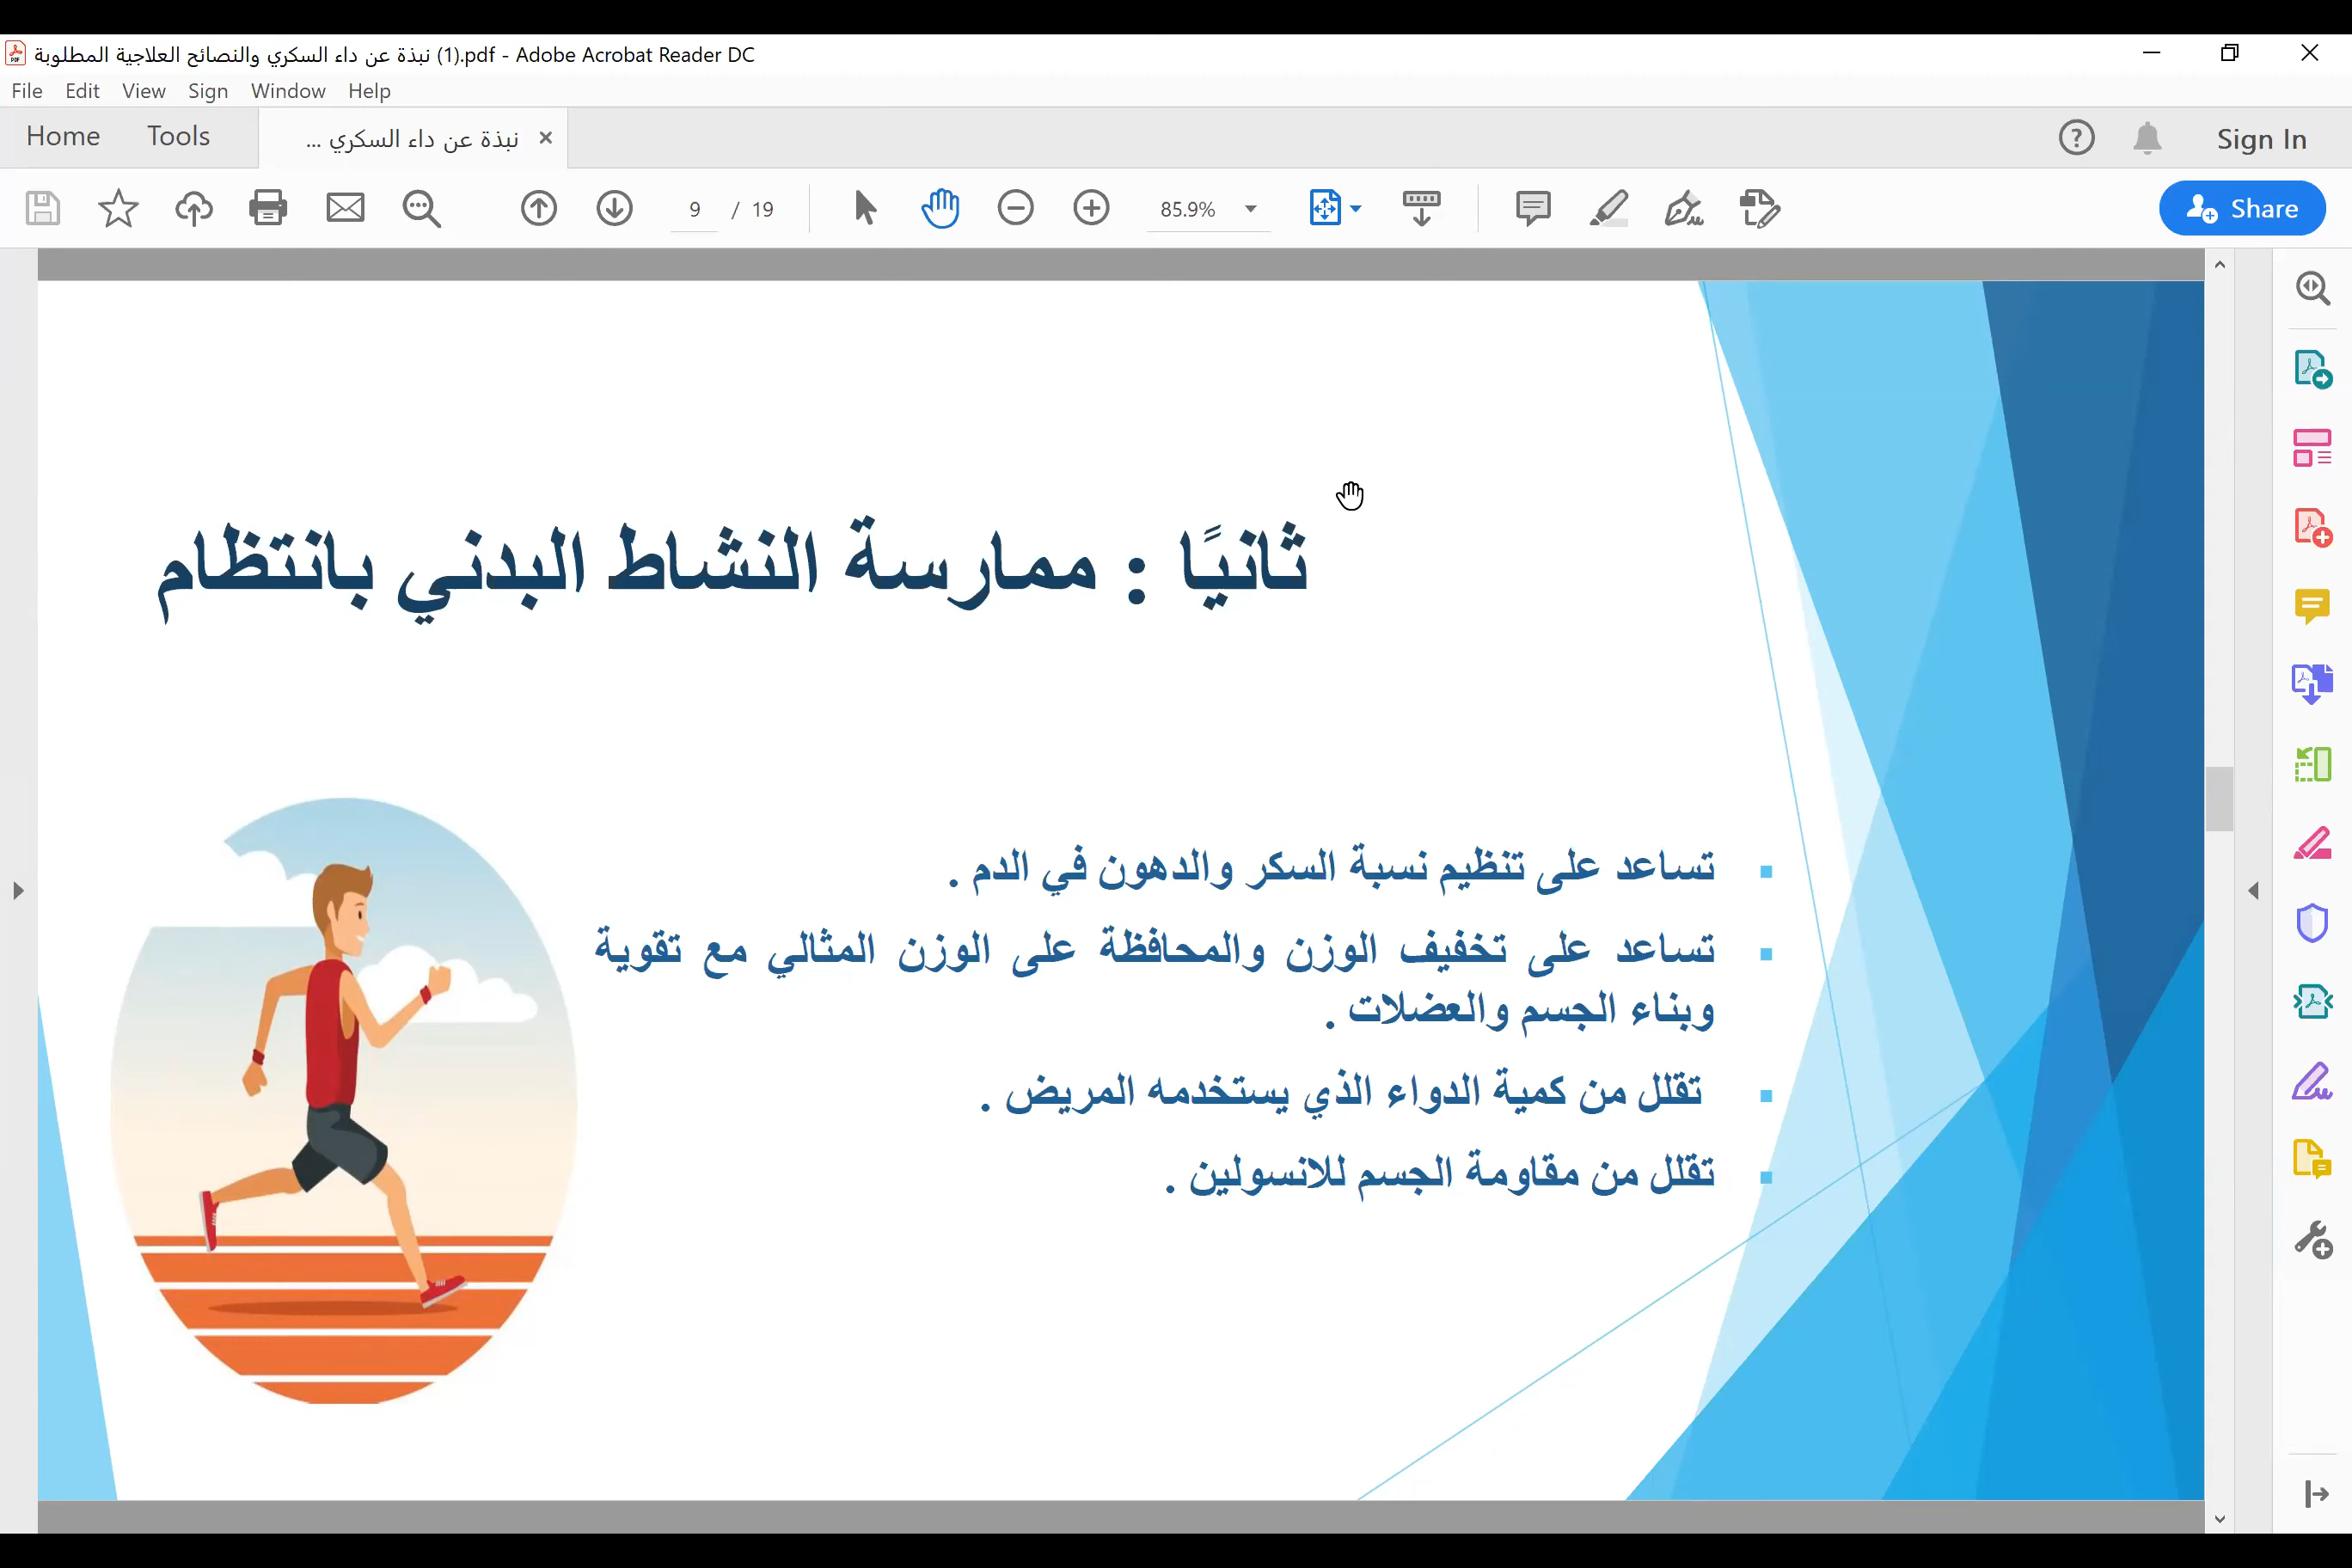 نبذة عن داء السكري والنصائح العلاجية المطلوبة (1).pdf - Adobe Acrobat Reader DC
File Edit View Sign Window Help
Home Tools نبذة عن داء السكري ... Sign In
9 / 19 85.9% Share
ثانيًا : ممارسة النشاط البدني بانتظام
تساعد على تنظيم نسبة السكر والدهون في الدم .
تساعد على تخفيف الوزن والمحافظة على الوزن المثالي مع تقوية
وبناء الجسم والعضلات .
تقلل من كمية الدواء الذي يستخدمه المريض .
تقلل من مقاومة الجسم للانسولين .